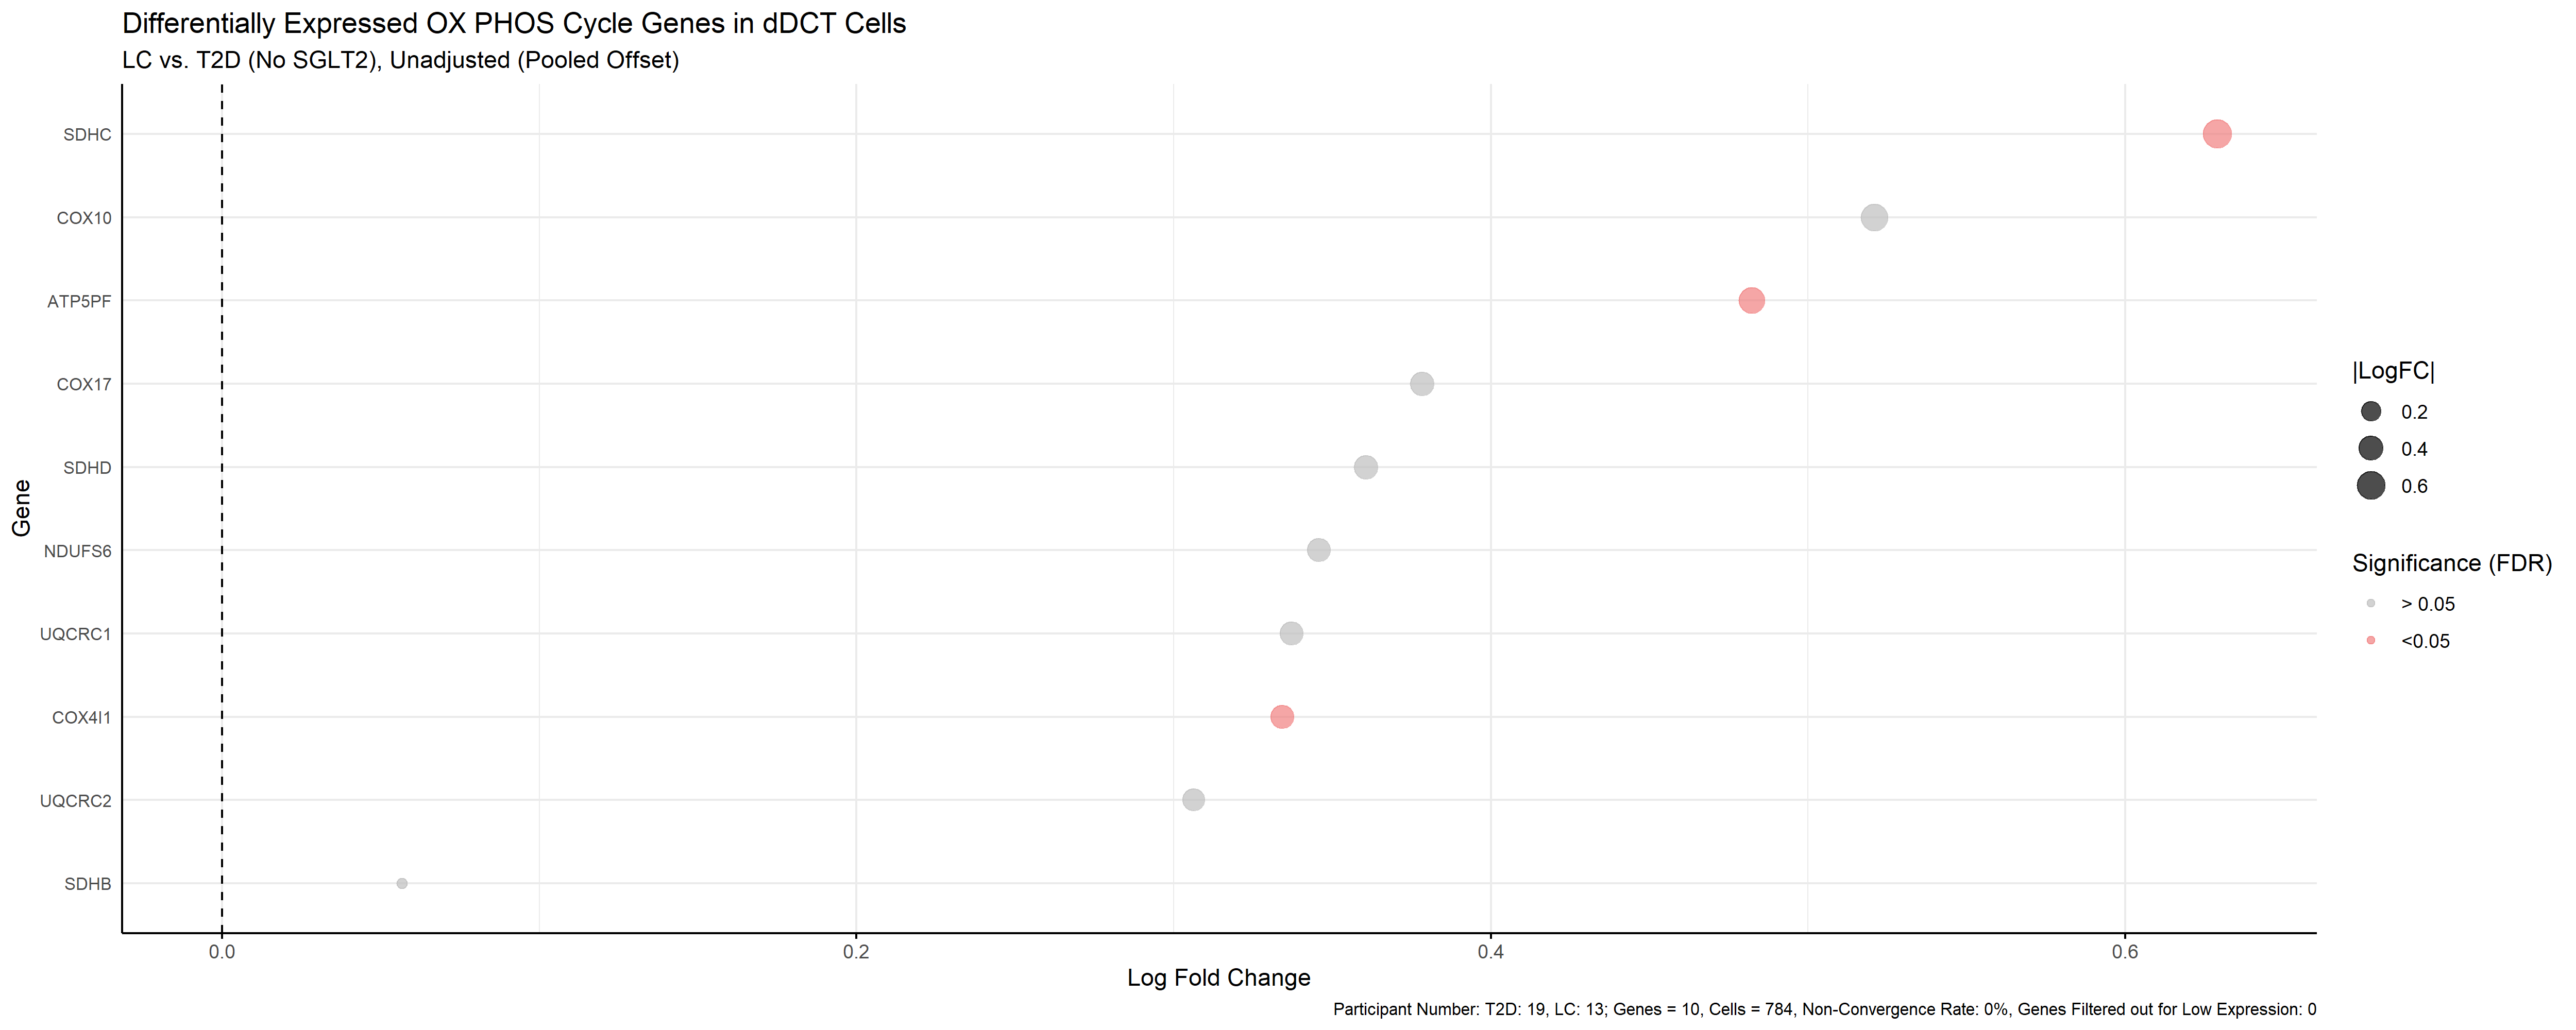 Differentially Expressed OX PHOS Cycle Genes in dDCT Cells
LC vs. T2D (No SGLT2), Unadjusted (Pooled Offset)
SDHC
COX10
ATP5PF
COX17
SDHD
NDUFS6
UQCRC1
COX4I1
UQCRC2
SDHB
Gene
0.0
0.2
0.4
0.6
Log Fold Change
|LogFC|
0.2
0.4
0.6
Significance (FDR)
> 0.05
<0.05
Participant Number: T2D: 19, LC: 13; Genes = 10, Cells = 784, Non-Convergence Rate: 0%, Genes Filtered out for Low Expression: 0